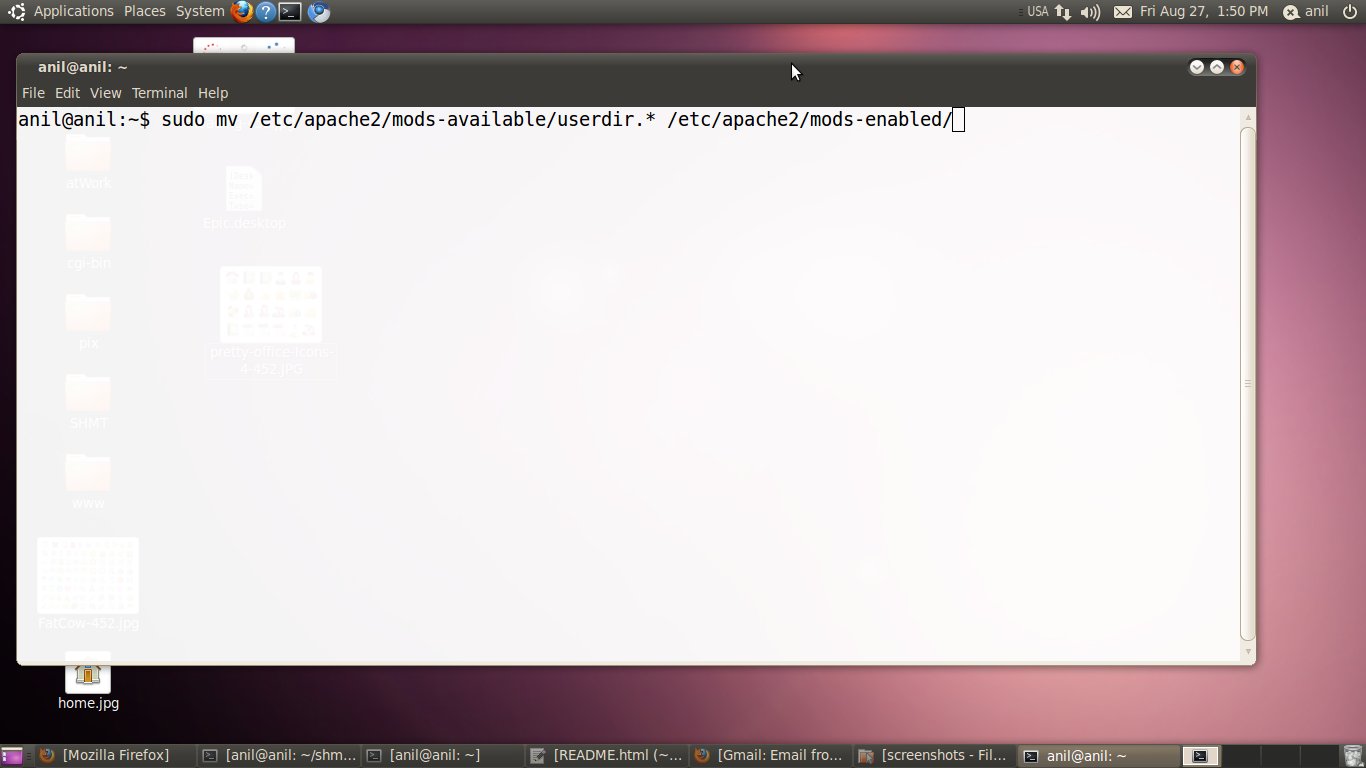 Applications Places System
USA Fri Aug 27, 1:50 PM anil
anil@anil: ~
File Edit View Terminal Help
anil@anil:~$ sudo mv /etc/apache2/mods-available/userdir.* /etc/apache2/mods-enabled/
atWork
Epic.desktop
cgi-bin
pix
pretty-office-icons-
4-452.JPG
SHMT
www
FatCow-452.jpg
home.jpg
[Mozilla Firefox] [anil@anil: ~/shm... [anil@anil: ~] [README.html (~... [Gmail: Email fro... [screenshots - Fil... anil@anil: ~